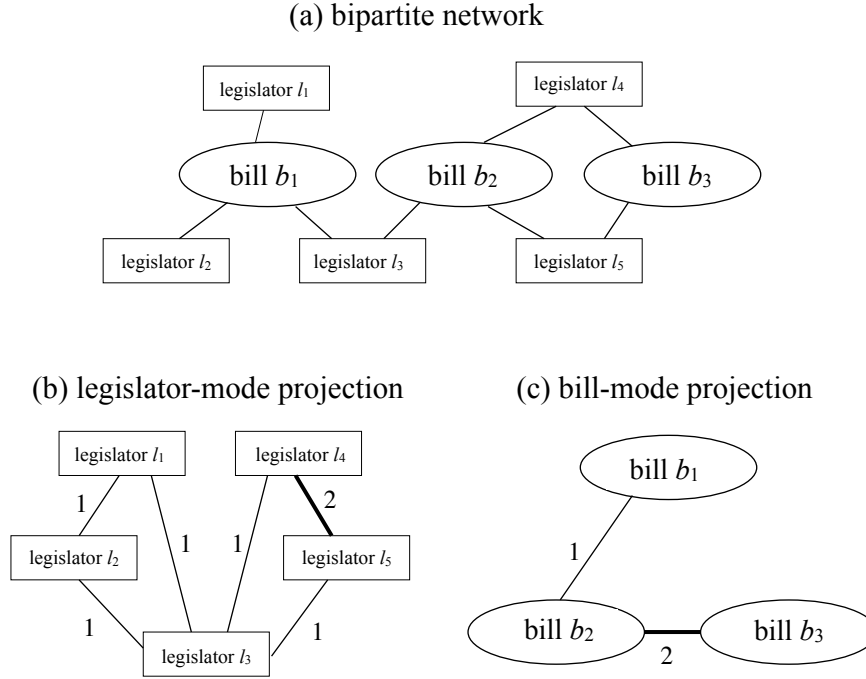 (a) bipartite network
legislator l₁
legislator l₄
bill b₁
bill b₂
bill b₃
legislator l₂
legislator l₃
legislator l₅
(b) legislator-mode projection
legislator l₁
legislator l₄
1
2
legislator l₂
1
1
legislator l₅
1
1
legislator l₃
(c) bill-mode projection
bill b₁
1
bill b₂
bill b₃
2